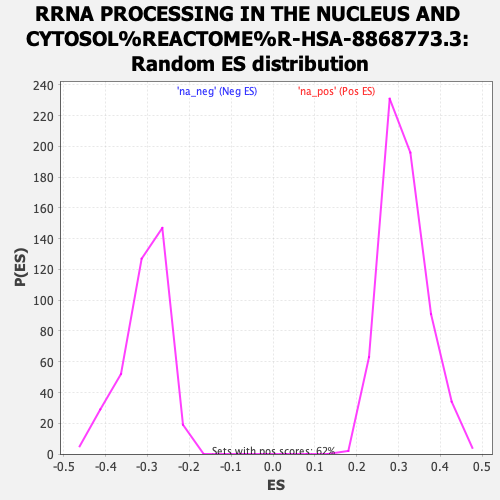 RRNA PROCESSING IN THE NUCLEUS AND
CYTOSOL%REACTOME%R-HSA-8868773.3:
Random ES distribution
'na_neg' (Neg ES) 'na_pos' (Pos ES)
240
220
200
180
160
140
120
100
80
60
40
20
0
P(ES)
Sets with pos scores: 62%
-0.5 -0.4 -0.3 -0.2 -0.1 0.0 0.1 0.2 0.3 0.4 0.5
ES